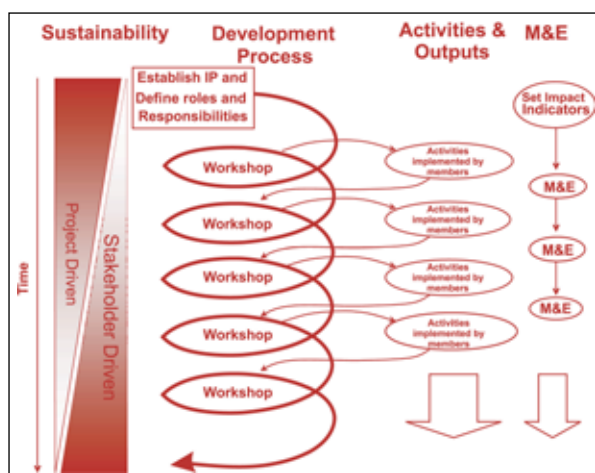 Sustainability
Development
Process
Activities &
Outputs
M&E
Establish IP and
Define roles and
Responsibilities
Set Impact
Indicators
Workshop
Activities
implemented by
members
M&E
Workshop
Activities
implemented by
members
M&E
Workshop
Activities
implemented by
members
M&E
Workshop
Activities
implemented by
members
Workshop
Time
Project Driven
Stakeholder Driven